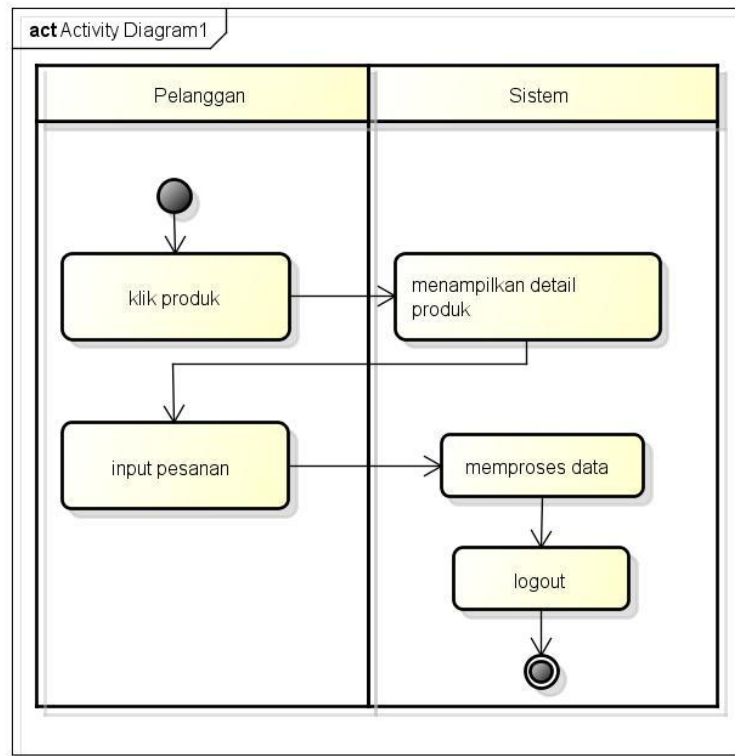 act Activity Diagram1
Pelanggan
Sistem
klik produk
menampilkan detail
produk
input pesanan
memproses data
logout